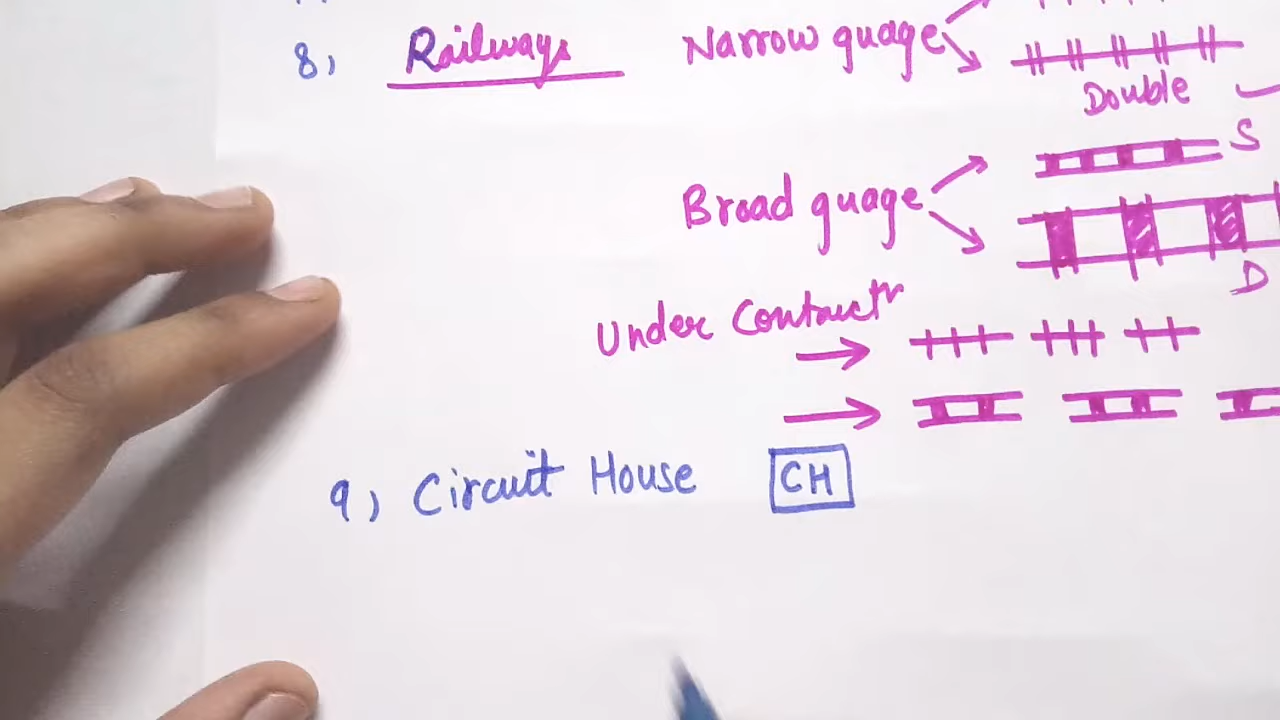 8) Railways Narrow guage
Double
S
Broad guage
D
Under Contructn
9) Circuit House CH